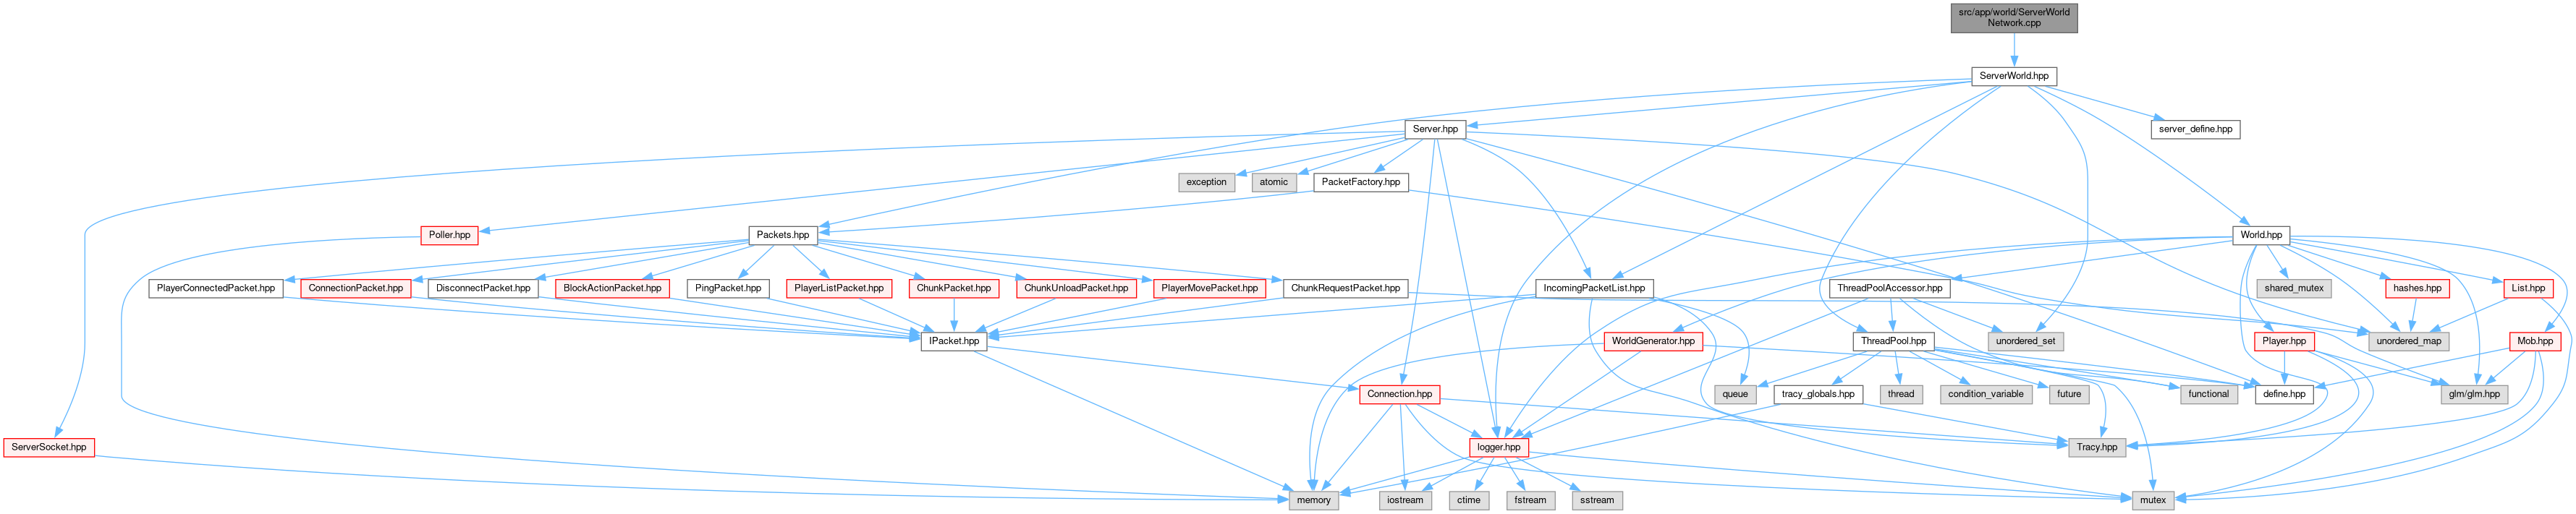 src/app/world/ServerWorld
Network.cpp
ServerWorld.hpp
Server.hpp
server_define.hpp
exception
atomic
PacketFactory.hpp
Poller.hpp
Packets.hpp
World.hpp
PlayerConnectedPacket.hpp
ConnectionPacket.hpp
DisconnectPacket.hpp
BlockActionPacket.hpp
PingPacket.hpp
PlayerListPacket.hpp
ChunkPacket.hpp
ChunkUnloadPacket.hpp
PlayerMovePacket.hpp
ChunkRequestPacket.hpp
IncomingPacketList.hpp
ThreadPoolAccessor.hpp
shared_mutex
hashes.hpp
List.hpp
IPacket.hpp
WorldGenerator.hpp
ThreadPool.hpp
unordered_set
Player.hpp
unordered_map
Mob.hpp
Connection.hpp
queue
tracy_globals.hpp
thread
condition_variable
future
functional
define.hpp
glm/glm.hpp
ServerSocket.hpp
logger.hpp
Tracy.hpp
memory
iostream
ctime
fstream
sstream
mutex